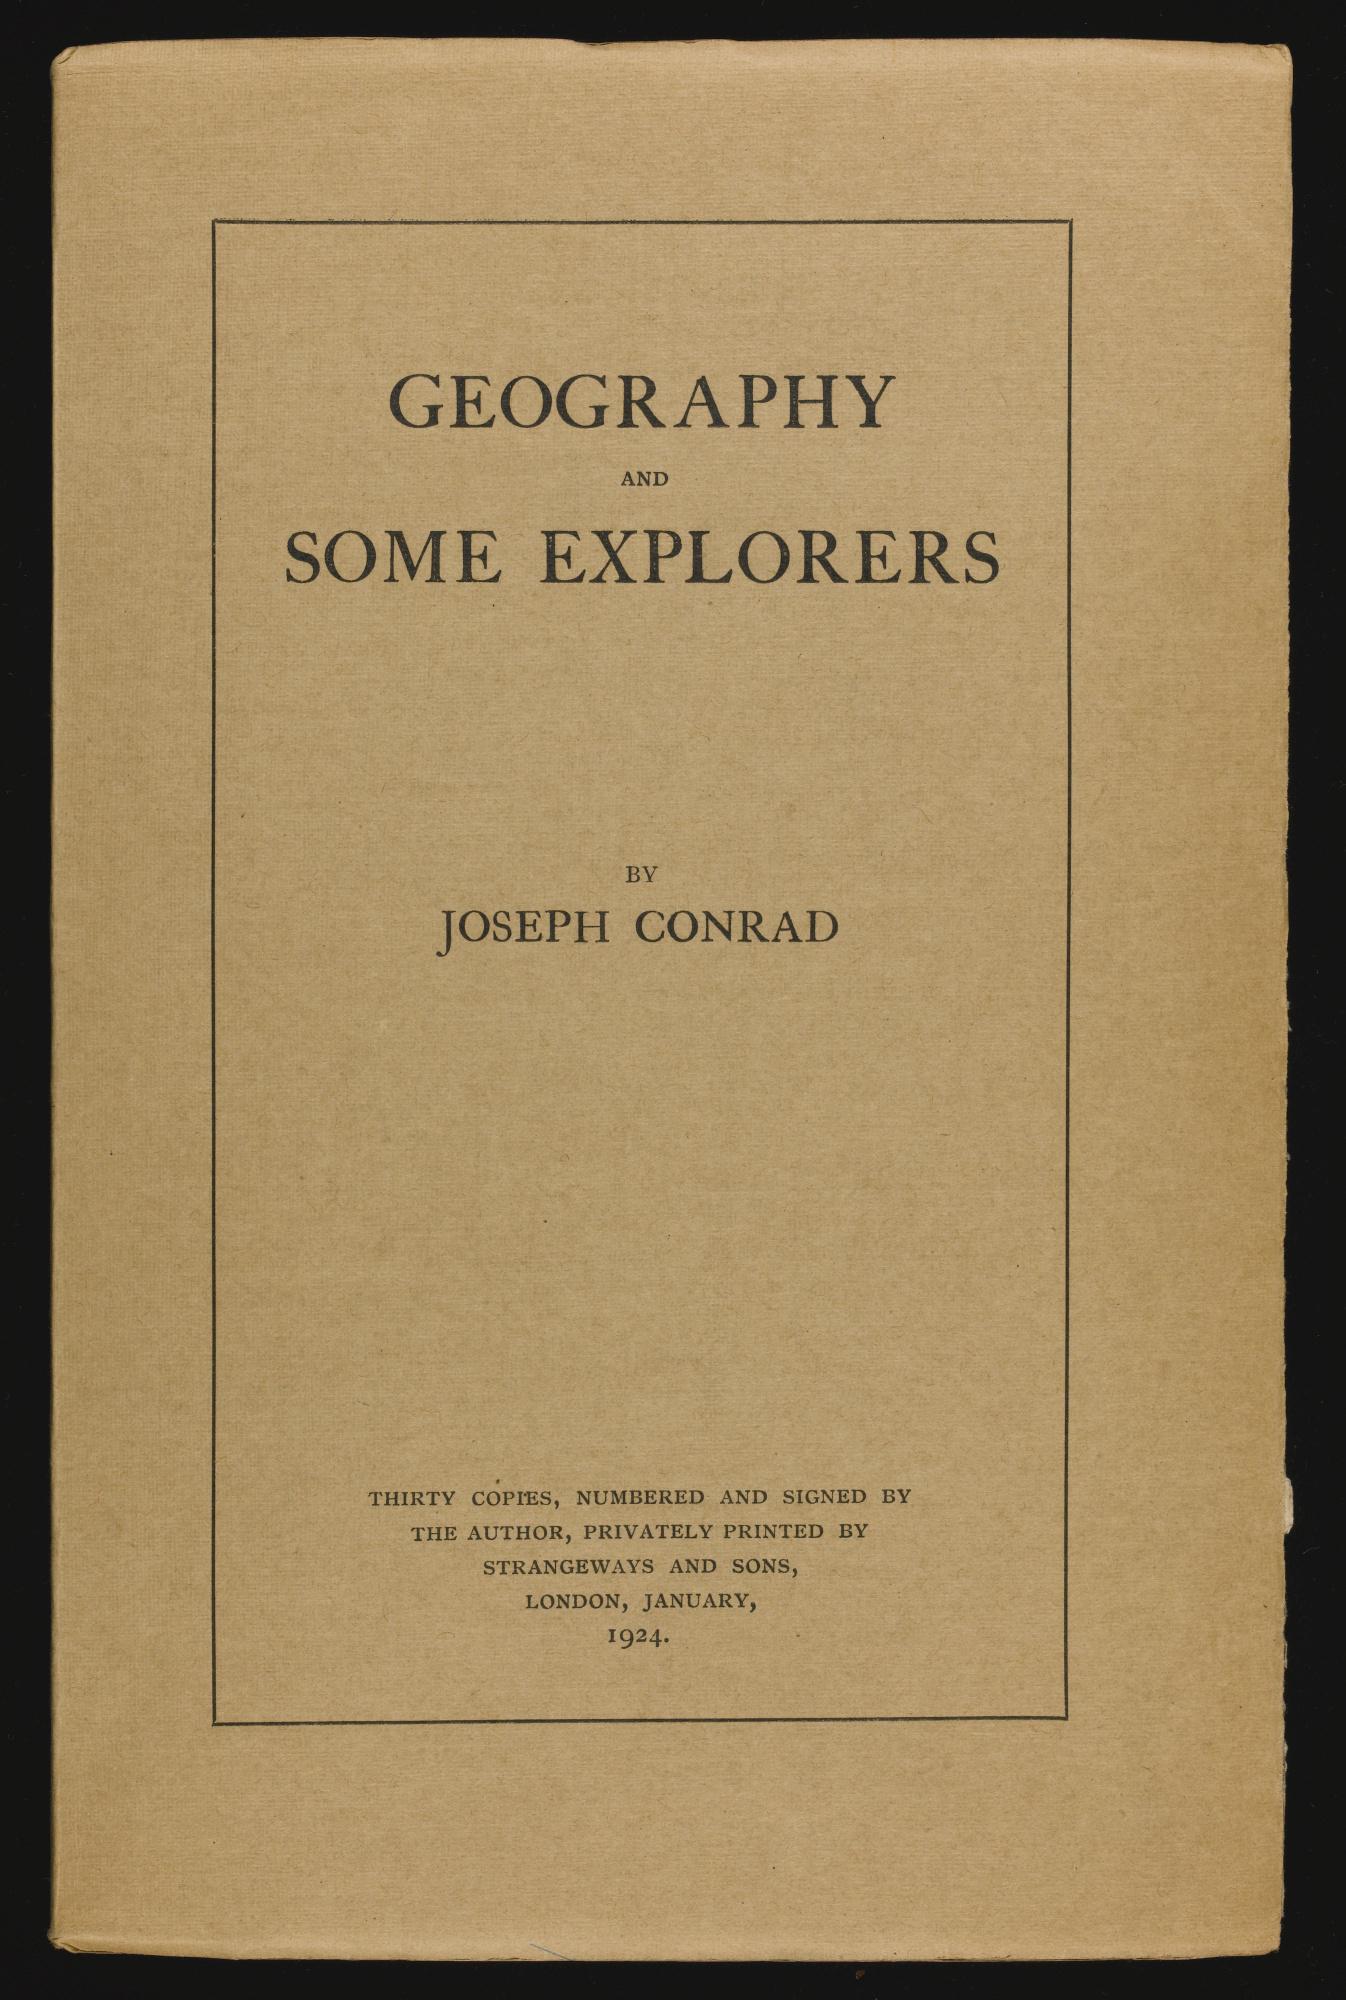 GEOGRAPHY
AND
SOME EXPLORERS
BY
JOSEPH CONRAD
THIRTY COPIES, NUMBERED AND SIGNED BY
THE AUTHOR, PRIVATELY PRINTED BY
STRANGEWAYS AND SONS,
LONDON, JANUARY,
1924.